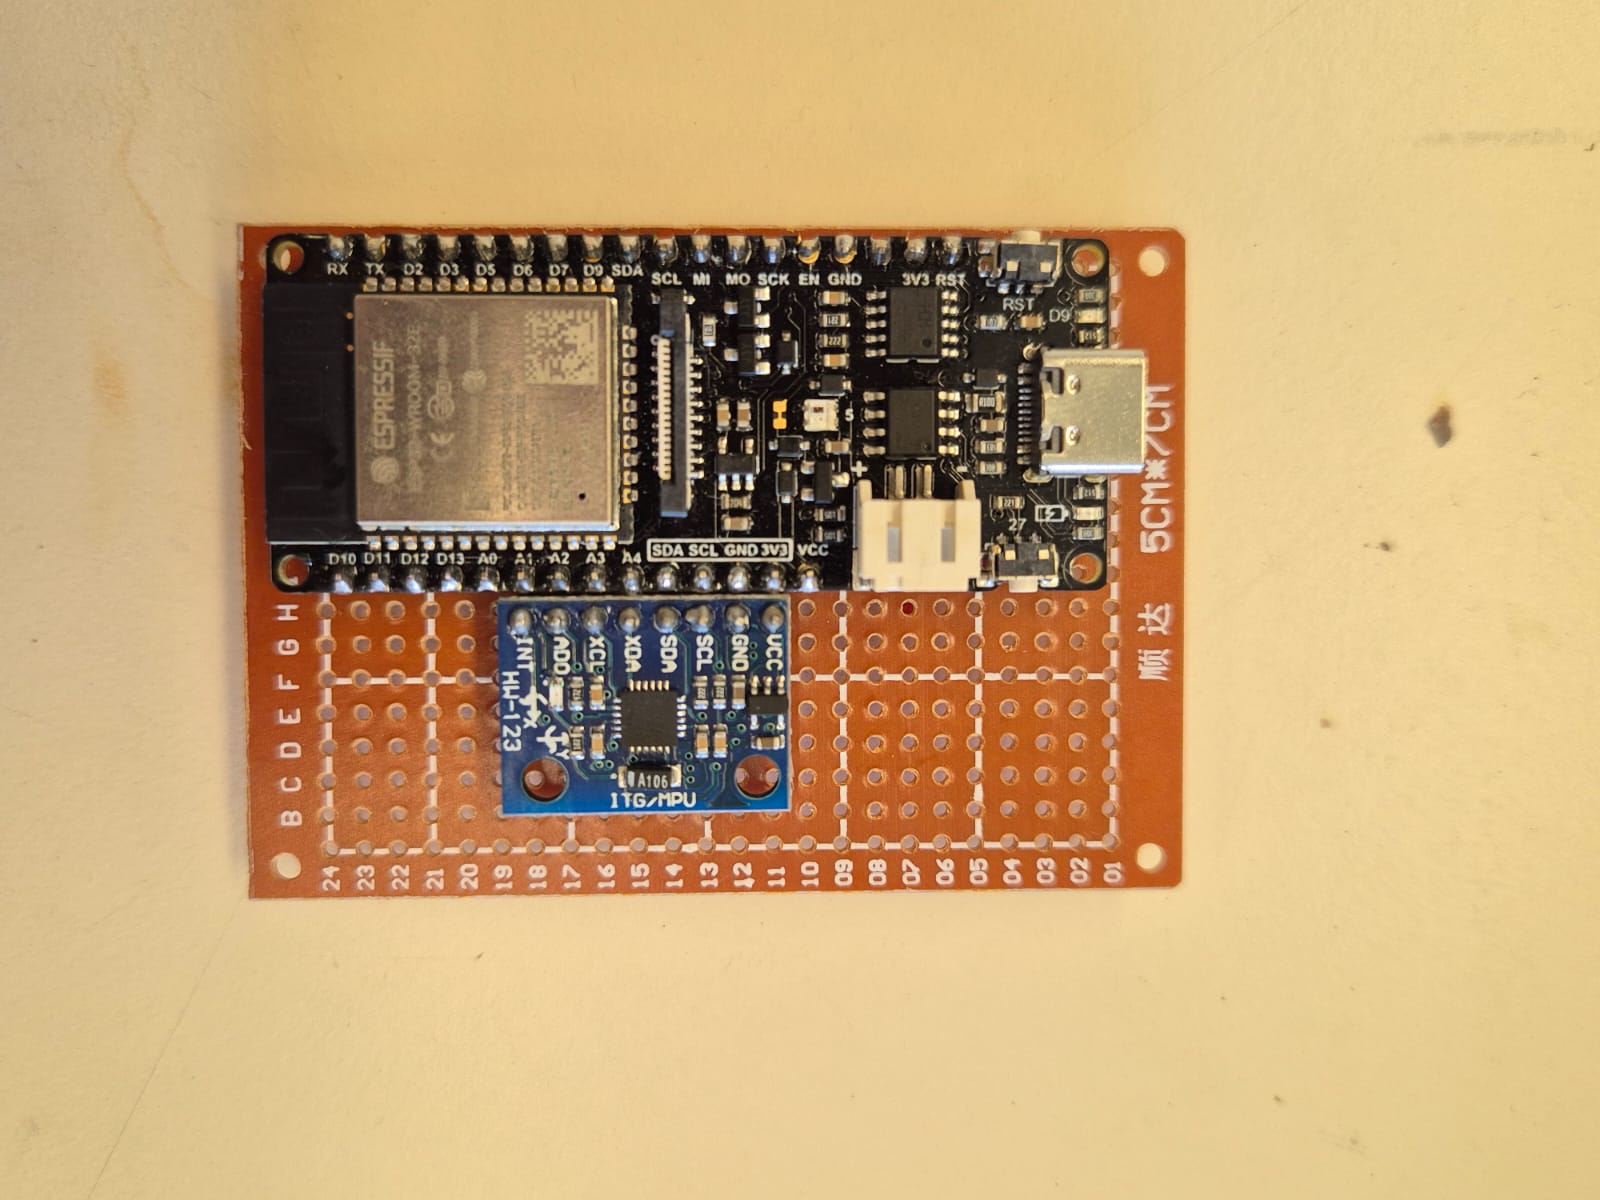 RX TX D2 D3 D5 D6 D7 D9 SDA SCL MI MO SCK EN GND 3V3 RST
RST
D9
ESPRESSIF
ESP32-WROOM-32E
CE
R100
+ -
27
D10 D11 D12 D13 A0 A1 A2 A3 A4 SDA SCL GND 3V3 VCC
INT ADO XCL XDA SDA SCL GND VCC
HW-123
X
Y
A106
ITG/MPU
H
G
F
E
D
C
B
24 23 22 21 20 19 18 17 16 15 14 13 12 11 10 09 08 07 06 05 04 03 02 01
5CM*7CM
顺达